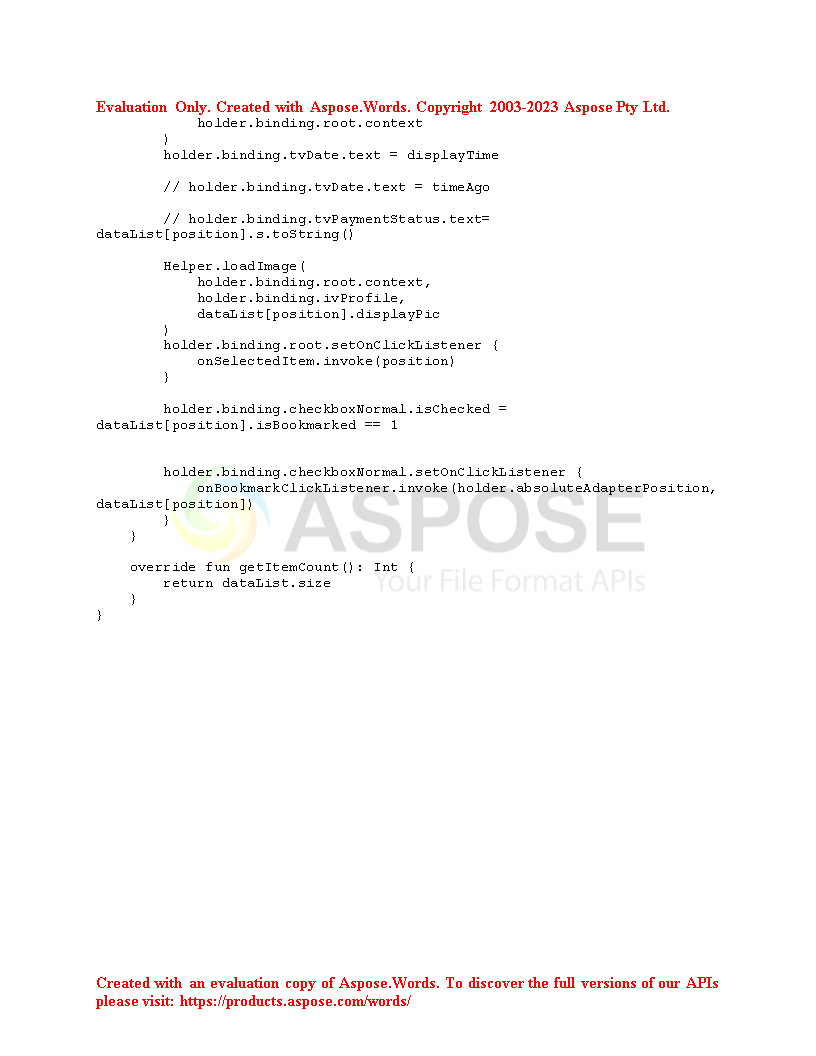 Evaluation Only. Created with Aspose.Words. Copyright 2003-2023 Aspose Pty Ltd.
            holder.binding.root.context
        )
        holder.binding.tvDate.text = displayTime

        // holder.binding.tvDate.text = timeAgo

        // holder.binding.tvPaymentStatus.text=
dataList[position].s.toString()

        Helper.loadImage(
            holder.binding.root.context,
            holder.binding.ivProfile,
            dataList[position].displayPic
        )
        holder.binding.root.setOnClickListener {
            onSelectedItem.invoke(position)
        }

        holder.binding.checkboxNormal.isChecked =
dataList[position].isBookmarked == 1


        holder.binding.checkboxNormal.setOnClickListener {
            onBookmarkClickListener.invoke(holder.absoluteAdapterPosition,
dataList[position])
        }
    }
ASPOSE

    override fun getItemCount(): Int {
Your File Format APIs
        return dataList.size
    }
}
Created with an evaluation copy of Aspose.Words. To discover the full versions of our APIs
please visit: https://products.aspose.com/words/